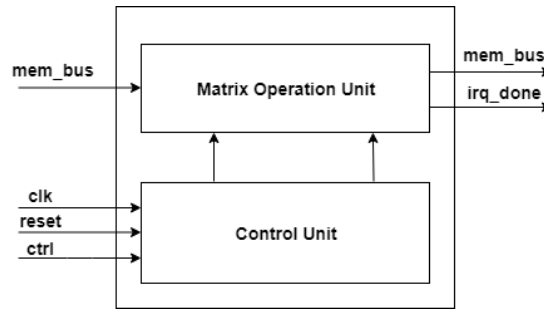 mem_bus
mem_bus
Matrix Operation Unit
irq_done
clk
reset
Control Unit
ctrl